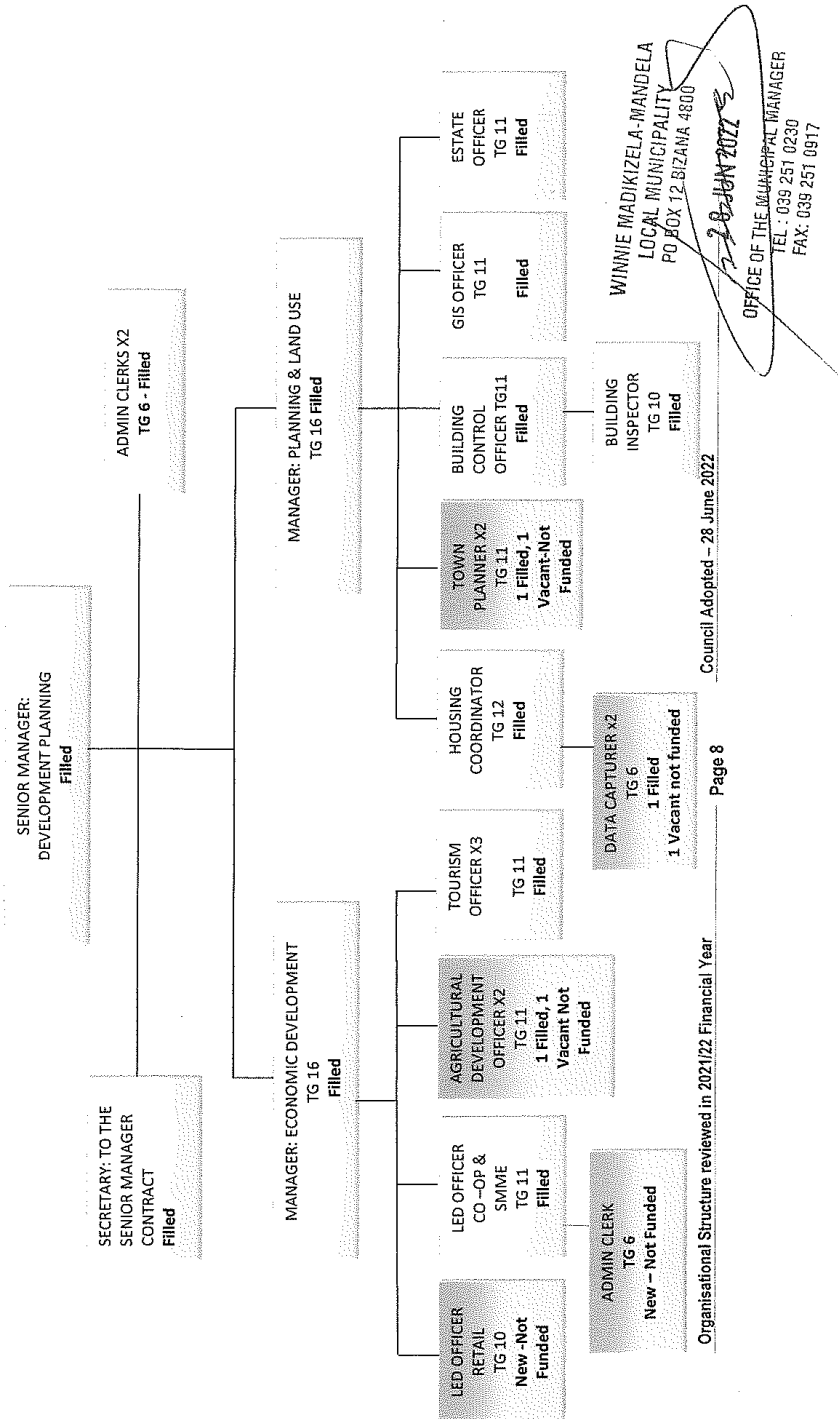 SENIOR MANAGER:
DEVELOPMENT PLANNING
Filled
SECRETARY: TO THE
SENIOR MANAGER
CONTRACT
Filled
ADMIN CLERKS X2
TG 6 - Filled
MANAGER: ECONOMIC DEVELOPMENT
TG 16
Filled
MANAGER: PLANNING & LAND USE
TG 16 Filled
LED OFFICER
RETAIL
TG 10
New -Not
Funded
LED OFFICER
CO –OP &
SMME
TG 11
Filled
AGRICULTURAL
DEVELOPMENT
OFFICER X2
TG 11
1 Filled, 1
Vacant Not
Funded
TOURISM
OFFICER X3
TG 11
Filled
HOUSING
COORDINATOR
TG 12
Filled
TOWN
PLANNER X2
TG 11
1 Filled, 1
Vacant-Not
Funded
BUILDING
CONTROL
OFFICER TG11
Filled
GIS OFFICER
TG 11
Filled
ESTATE
OFFICER
TG 11
Filled
ADMIN CLERK
TG 6
New – Not Funded
DATA CAPTURER x2
TG 6
1 Filled
1 Vacant not funded
BUILDING
INSPECTOR
TG 10
Filled
Organisational Structure reviewed in 2021/22 Financial Year
Page 8
Council Adopted – 28 June 2022
WINNIE MADIKIZELA-MANDELA
LOCAL MUNICIPALITY
PO BOX 12 BIZANA 4800
28 JUN 2022
OFFICE OF THE MUNICIPAL MANAGER
TEL : 039 251 0230
FAX: 039 251 0917